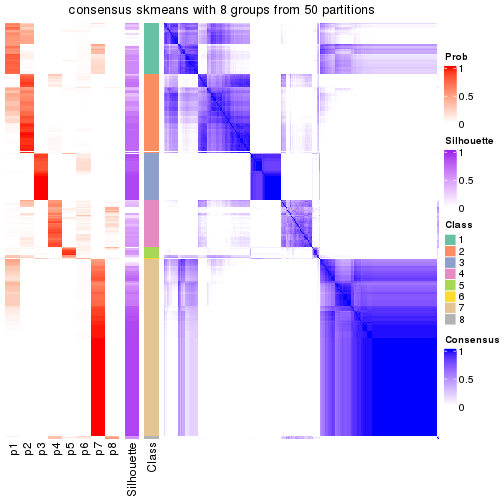 consensus skmeans with 8 groups from 50 partitions
Prob
1
0.5
0
Silhouette
1
0.5
0
Class
1
2
3
4
5
6
7
8
Consensus
1
0.5
0
p1
p2
p3
p4
p5
p6
p7
p8
Silhouette
Class